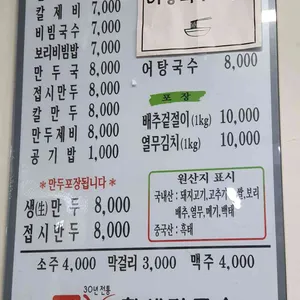 칼제비 7,000
비빔국수 7,000
보리비빔밥 7,000
만두국 8,000
접시만두 8,000
칼만두 8,000
만두제비 8,000
공기밥 1,000
*만두포장됩니다*
생(生)만두 8,000
접시만두 8,000
어탕국수 8,000
포장
배추겉절이(1kg) 10,000
열무김치(1kg) 10,000
원산지 표시
국내산 : 돼지고기,고추가루,쌀,보리
배추,열무,메기,백태
중국산 : 흑태
소주 4,000 막걸리 3,000 맥주 4,000
30년 전통